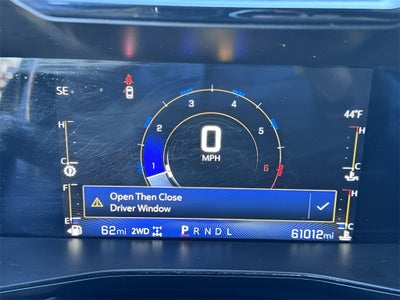 SE
44°F
3 4
2 5
1 6
0
MPH
H H
C C
F H
E C
Open Then Close
Driver Window
62mi 2WD P R N D L 61012mi